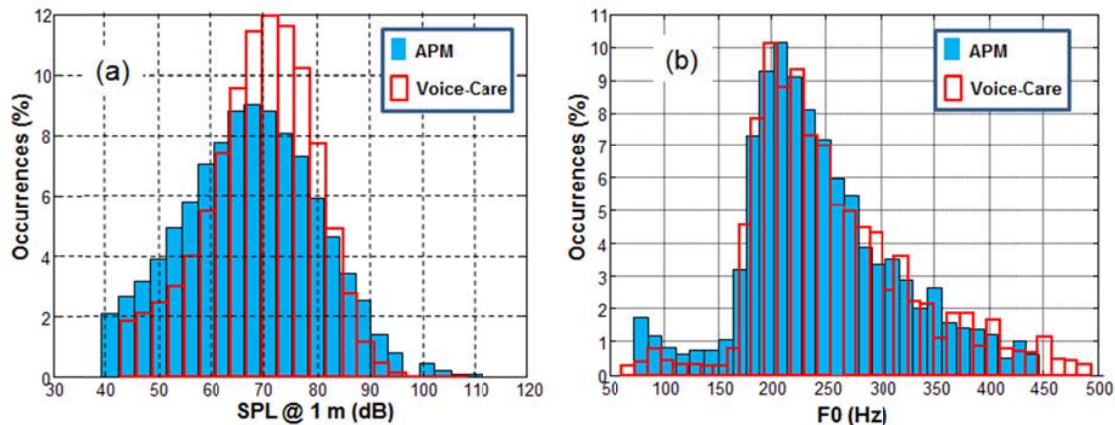 12
10
8
6
4
2
0
Occurrences (%)
(a)
APM
Voice-Care
30 40 50 60 70 80 90 100 110 120
SPL @ 1 m (dB)
11
10
9
8
7
6
5
4
3
2
1
0
Occurrences (%)
(b)
APM
Voice-Care
50 100 150 200 250 300 350 400 450 500
F0 (Hz)